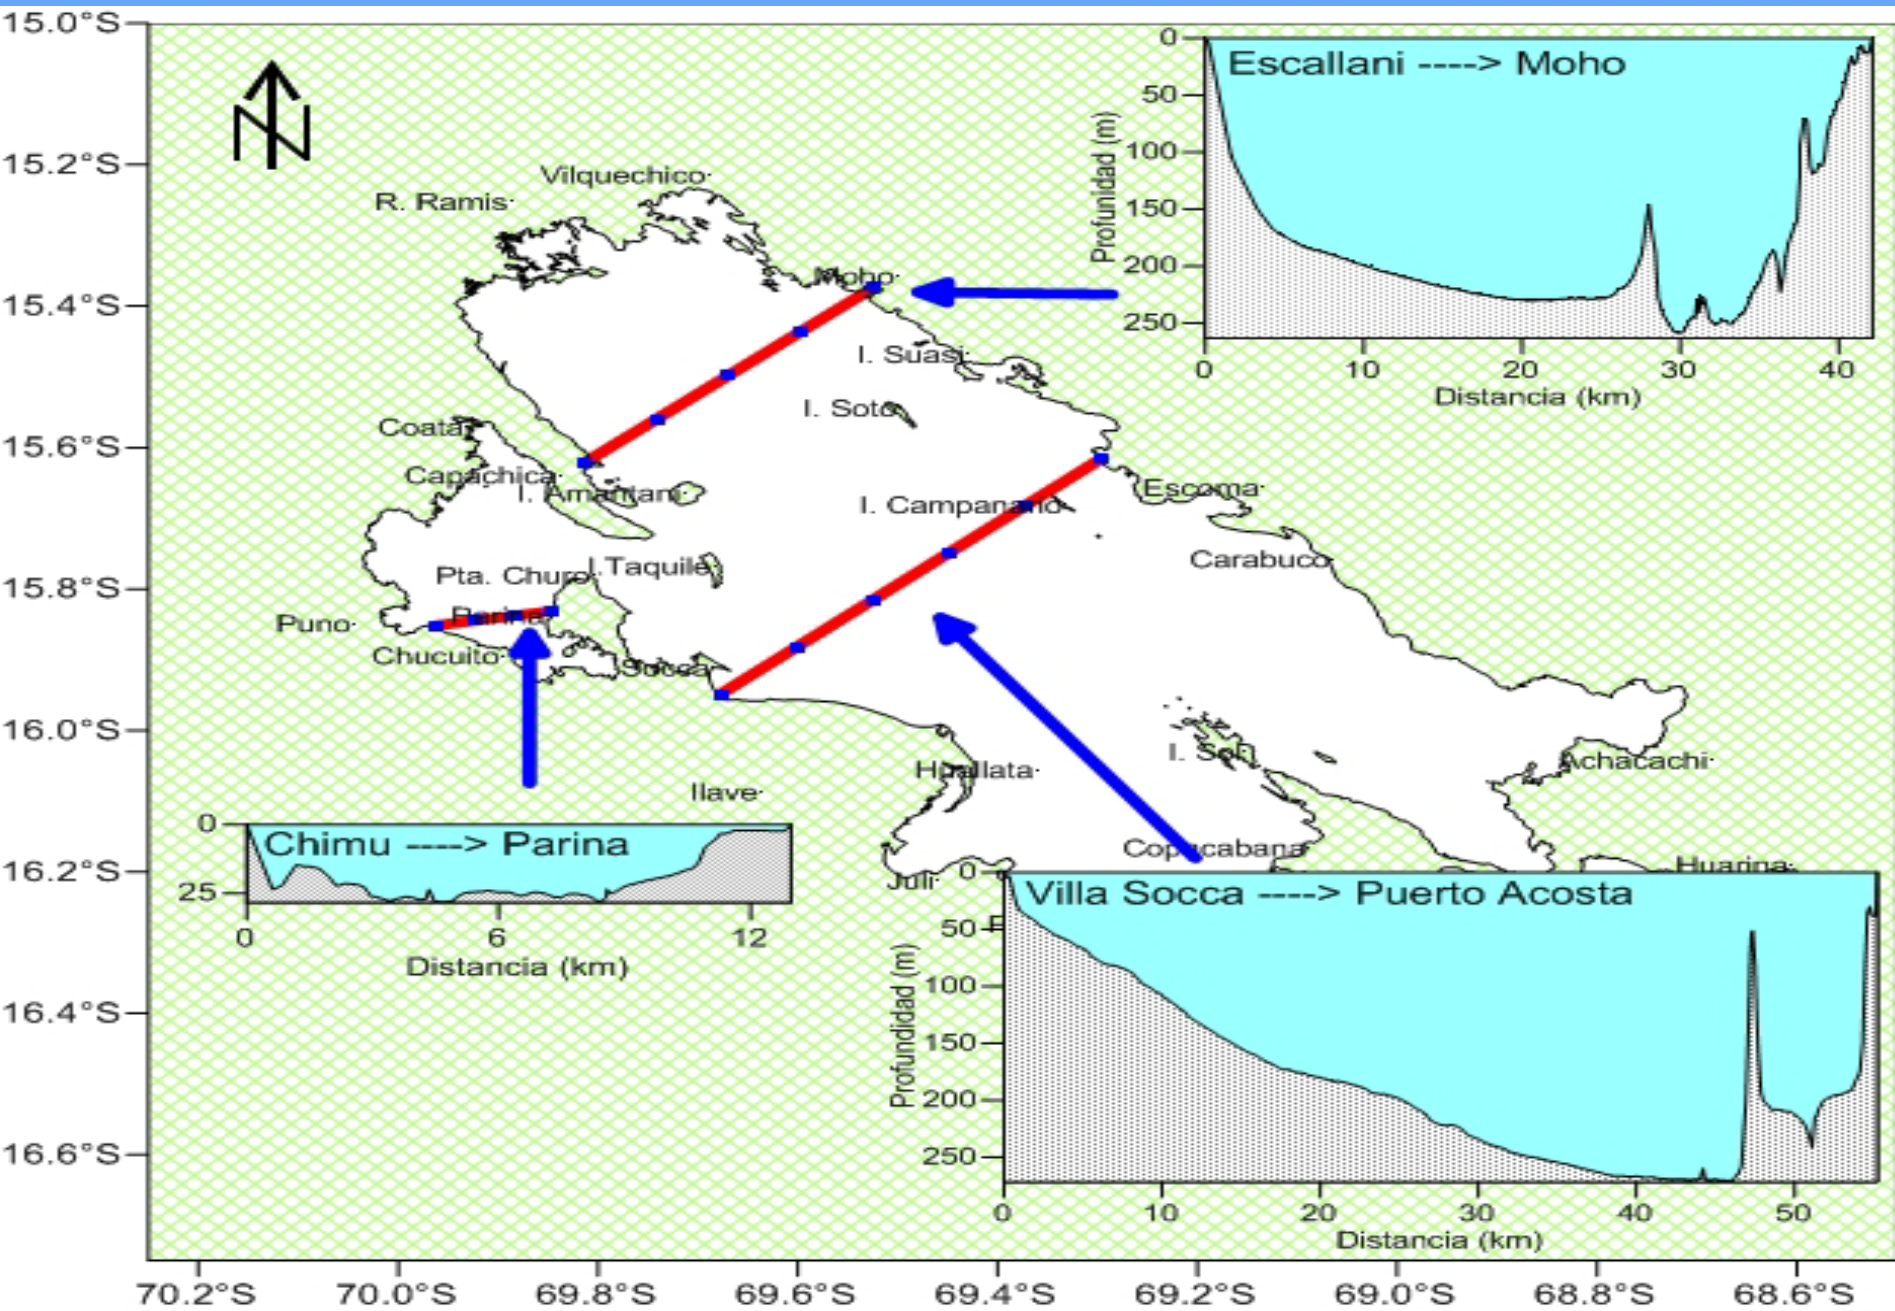 15.0°S
15.2°S
15.4°S
15.6°S
15.8°S
16.0°S
16.2°S
16.4°S
16.6°S
70.2°S 70.0°S 69.8°S 69.6°S 69.4°S 69.2°S 69.0°S 68.8°S 68.6°S
N
Vilquechico
R. Ramis
Moho
I. Suasi
I. Soto
Coata
Capachica
I. Amantani
I. Campanario
Escoma
Carabuco
I.Taquile
Pta. Churo
Parina
Puno
Chucuito
Socca
I. Sol
Achacachi
Huallata
Ilave
Copacabana
Juli
Huarina
Escallani ----> Moho
Profunidad (m)
0
50
100
150
200
250
0 10 20 30 40
Distancia (km)
Chimu ----> Parina
0
25
0 6 12
Distancia (km)
Villa Socca ----> Puerto Acosta
Profundidad (m)
0
50
100
150
200
250
0 10 20 30 40 50
Distancia (km)